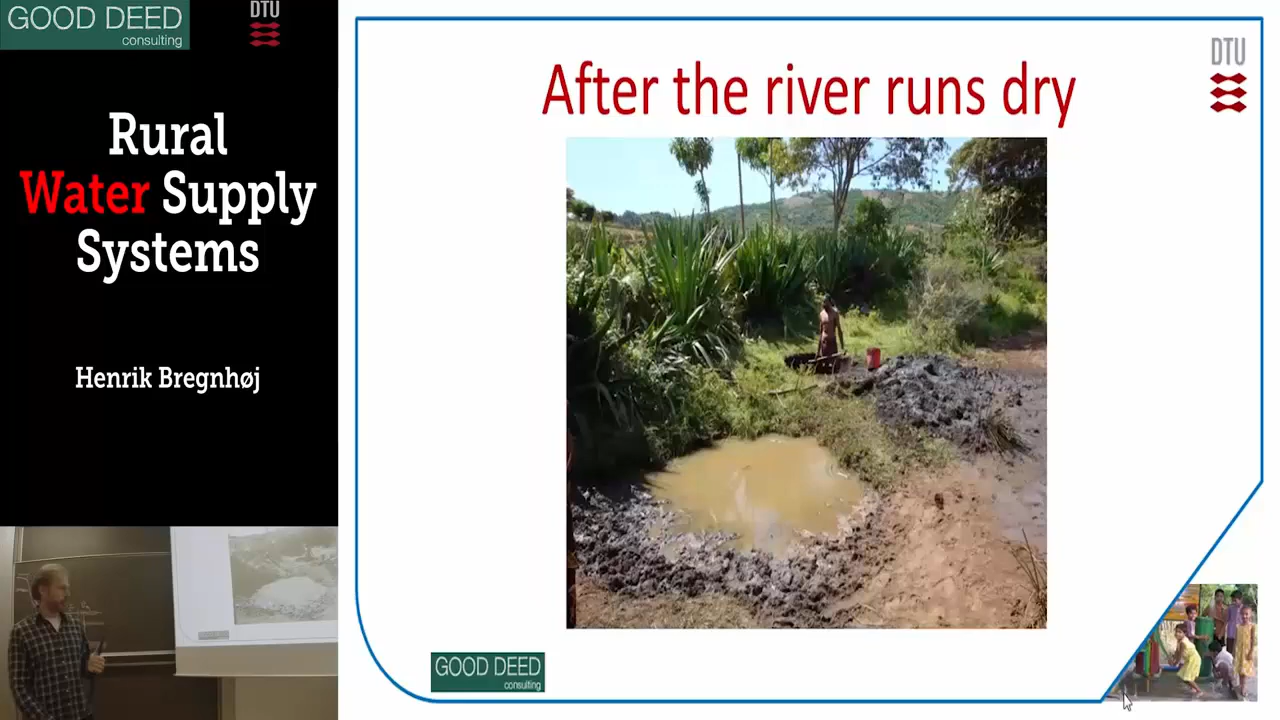 GOOD DEED
consulting
DTU
Rural
Water Supply
Systems
Henrik Bregnhøj
After the river runs dry
DTU
GOOD DEED
consulting